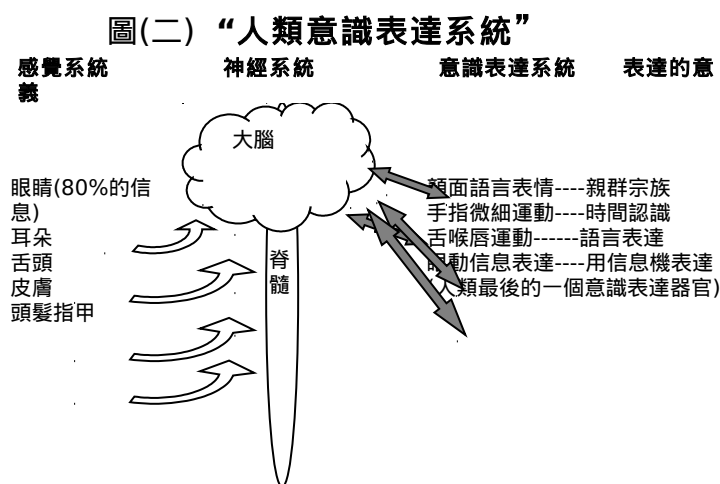 圖(二) “人類意識表達系統”
感覺系統 神經系統 意識表達系統 表達的意
義
大腦
眼睛(80%的信
息)
耳朵
舌頭
皮膚
頭髮指甲
脊
髓
顏面語言表情----親群宗族
手指微細運動----時間認識
舌喉唇運動------語言表達
眼動信息表達----用信息機表達
(人類最後的一個意識表達器官)